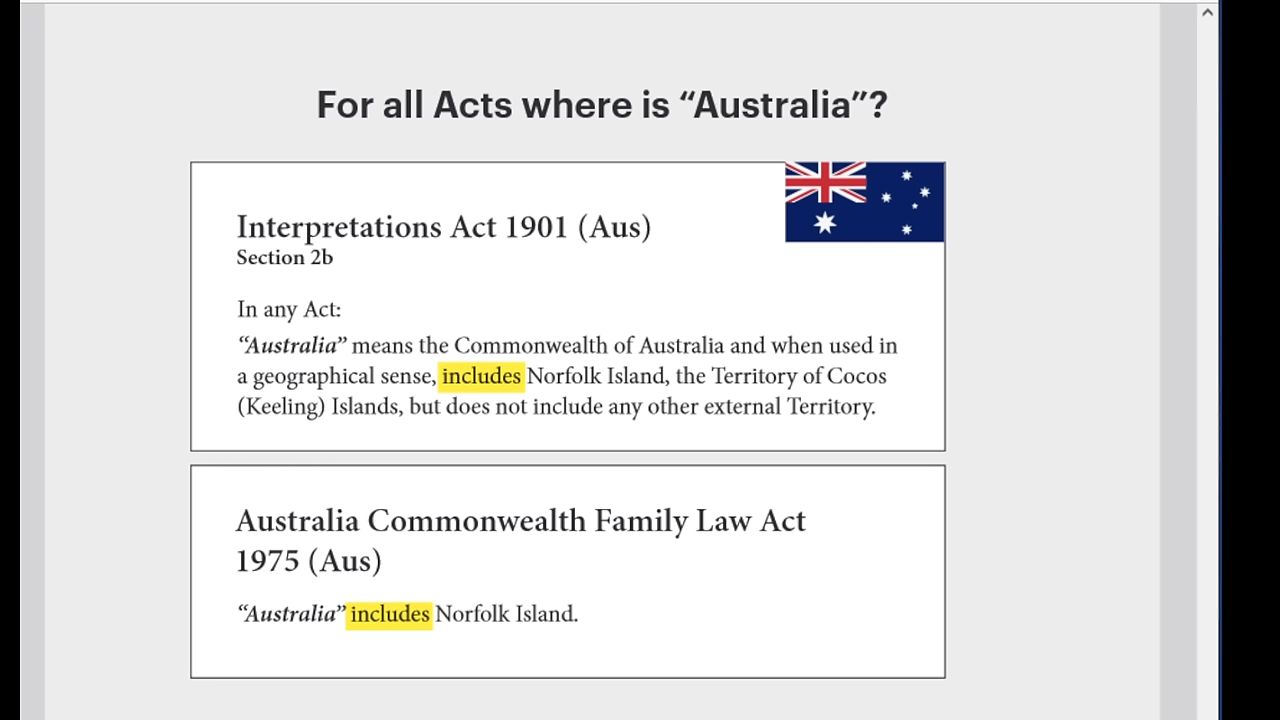 For all Acts where is “Australia”?
Interpretations Act 1901 (Aus)
Section 2b
In any Act:
“Australia” means the Commonwealth of Australia and when used in
a geographical sense, includes Norfolk Island, the Territory of Cocos
(Keeling) Islands, but does not include any other external Territory.
Australia Commonwealth Family Law Act
1975 (Aus)
“Australia” includes Norfolk Island.